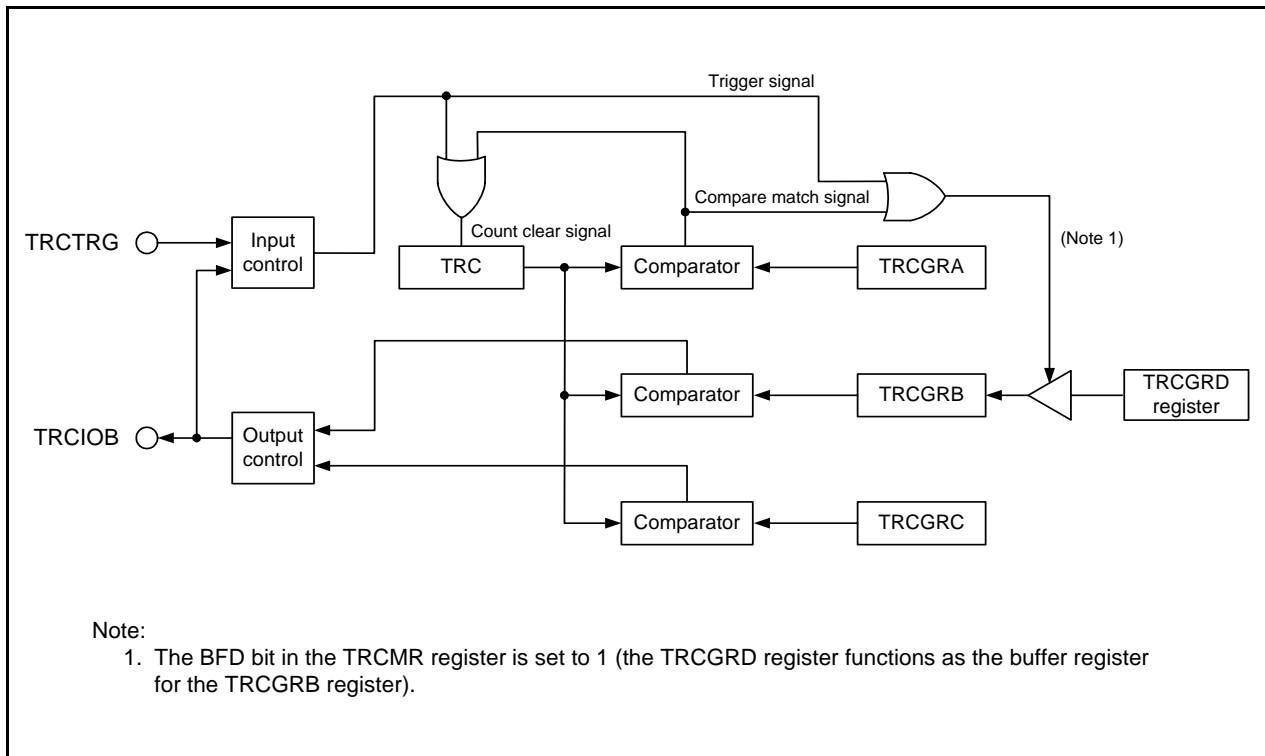 Trigger signal
Compare match signal
TRCTRG
Input
control
Count clear signal
(Note 1)
TRC
Comparator
TRCGRA
Comparator
TRCGRB
TRCGRD
register
TRCIOB
Output
control
Comparator
TRCGRC
Note:
1. The BFD bit in the TRCMR register is set to 1 (the TRCGRD register functions as the buffer register
for the TRCGRB register).